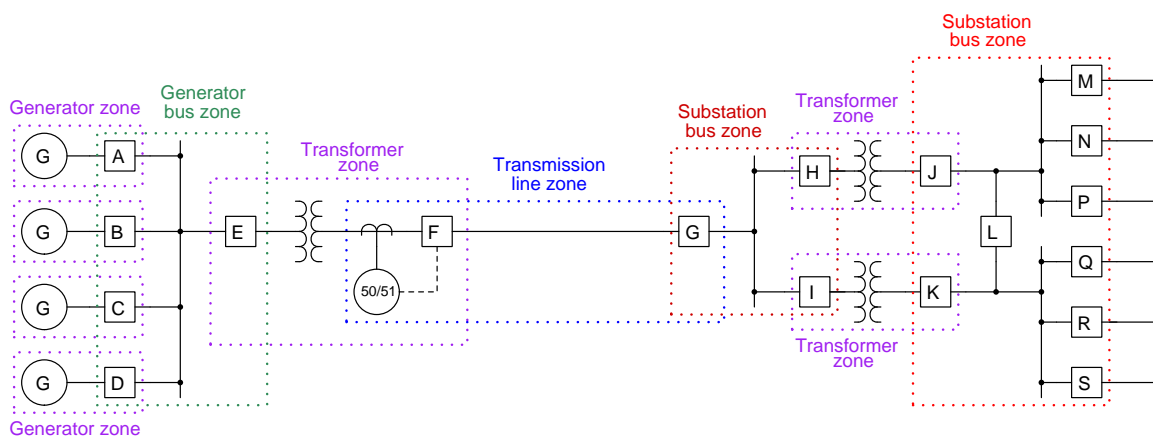 Substation
bus zone
Generator
bus zone
Generator zone
Transformer
zone
Transmission
line zone
Substation
bus zone
Transformer
zone
M
N
P
G
A
H
J
G
B
E
F
G
L
50/51
Q
G
C
I
K
R
G
D
S
Transformer
zone
Generator zone